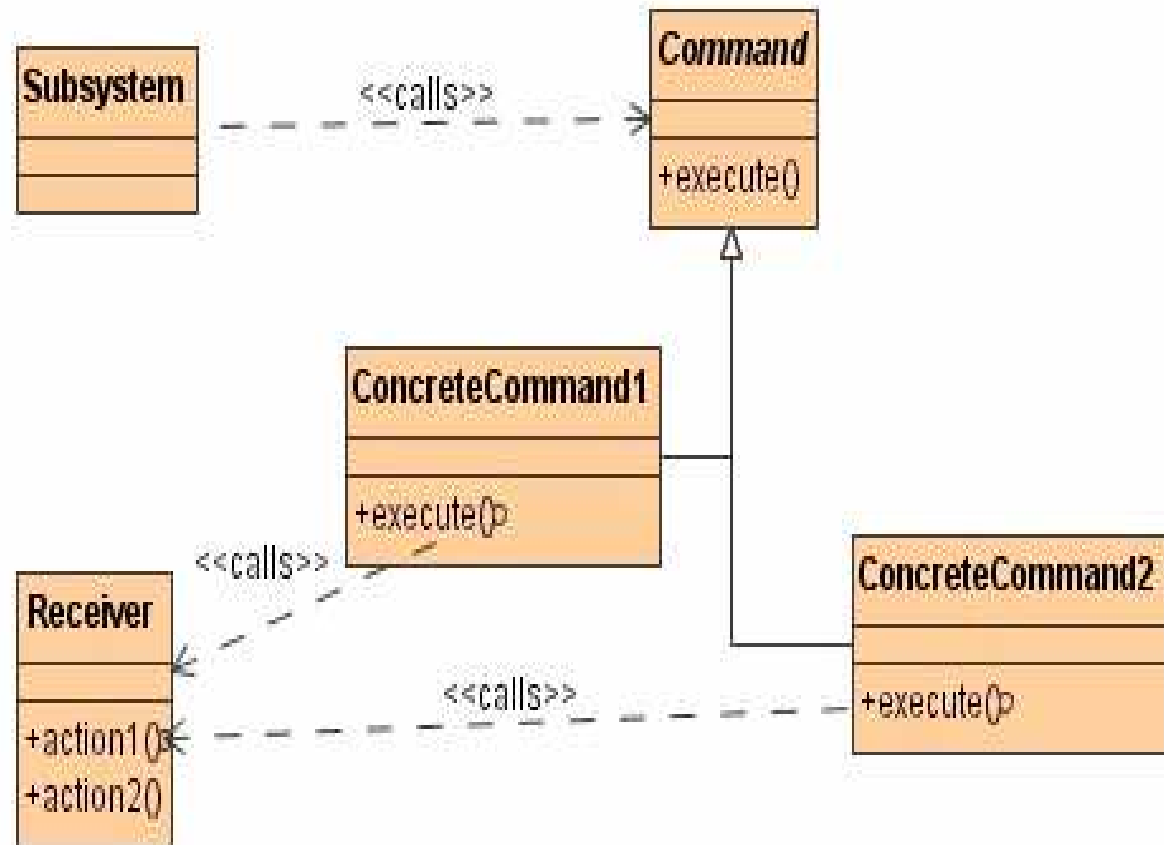 Subsystem
<<calls>>
Command
+execute()
ConcreteCommand1
+execute()
<<calls>>
Receiver
+action1()
+action2()
<<calls>>
ConcreteCommand2
+execute()